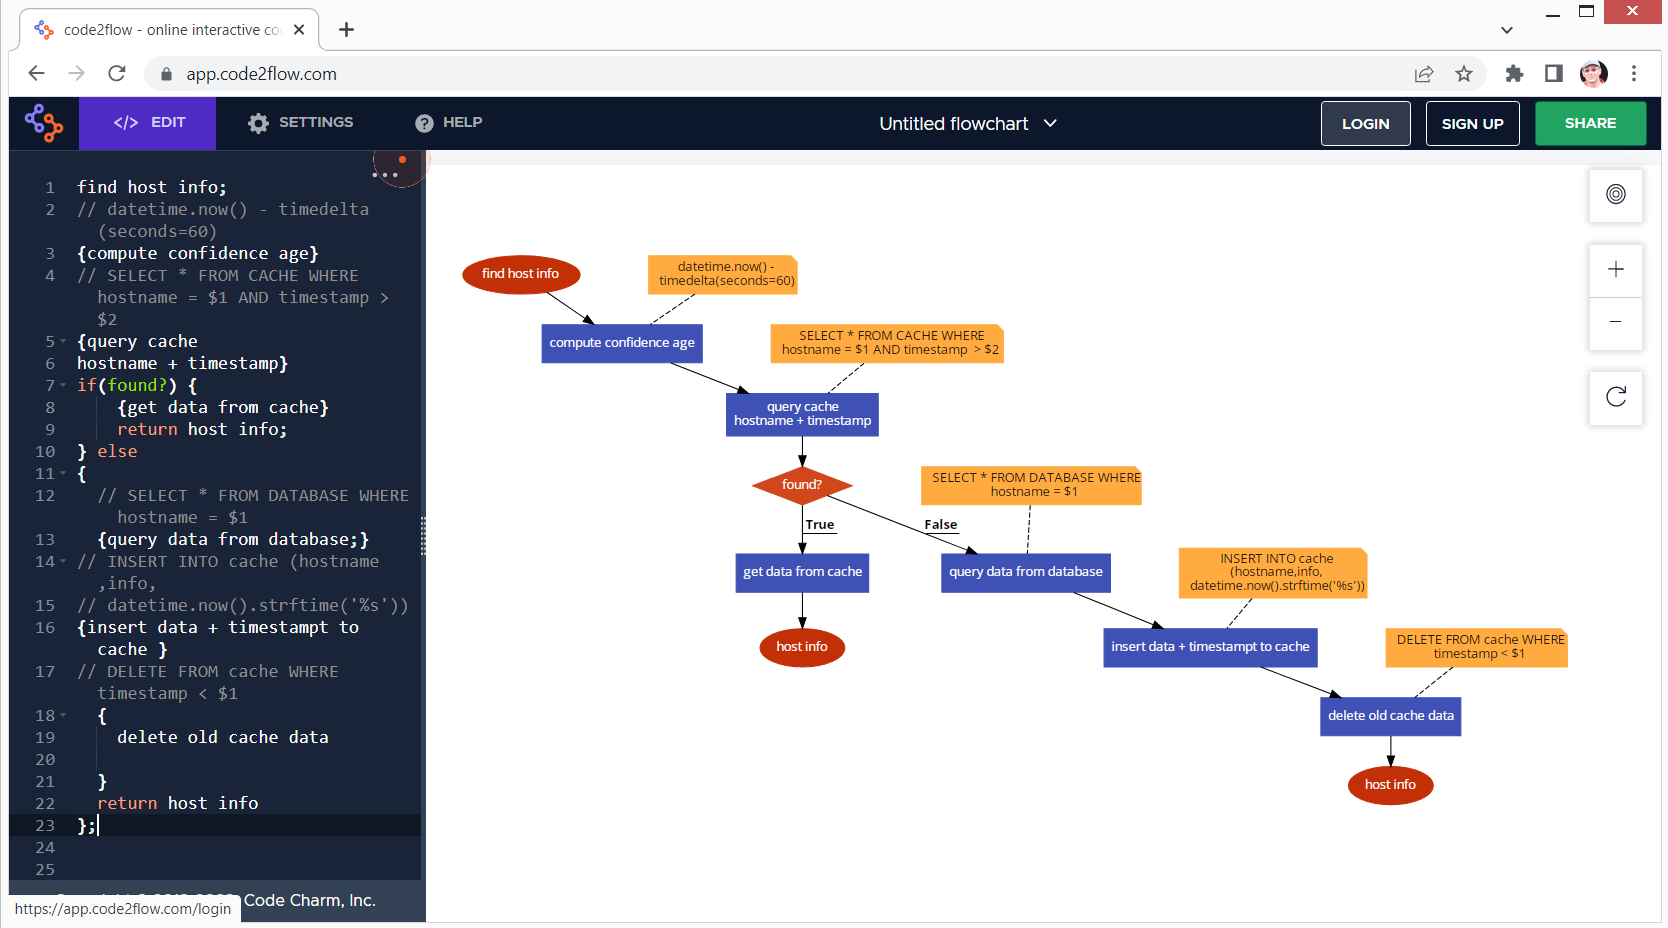 code2flow - online interactive co
app.code2flow.com
</> EDIT
SETTINGS
HELP
Untitled flowchart
LOGIN
SIGN UP
SHARE
1 find host info;
2 // datetime.now() - timedelta
(seconds=60)
3 {compute confidence age}
4 // SELECT * FROM CACHE WHERE
hostname = $1 AND timestamp >
$2
5 {query cache
6 hostname + timestamp}
7 if(found?) {
8 {get data from cache}
9 return host info;
10 } else
11 {
12 // SELECT * FROM DATABASE WHERE
hostname = $1
13 {query data from database;}
14 // INSERT INTO cache (hostname
,info,
15 // datetime.now().strftime('%s'))
16 {insert data + timestampt to
cache }
17 // DELETE FROM cache WHERE
timestamp < $1
18 {
19 delete old cache data
20
21 }
22 return host info
23 };
24
25
Code Charm, Inc.
https://app.code2flow.com/login
find host info
datetime.now() -
timedelta(seconds=60)
compute confidence age
SELECT * FROM CACHE WHERE
hostname = $1 AND timestamp > $2
query cache
hostname + timestamp
found?
SELECT * FROM DATABASE WHERE
hostname = $1
True
False
get data from cache
query data from database
INSERT INTO cache
(hostname,info,
datetime.now().strftime('%s'))
host info
insert data + timestampt to cache
DELETE FROM cache WHERE
timestamp < $1
delete old cache data
host info